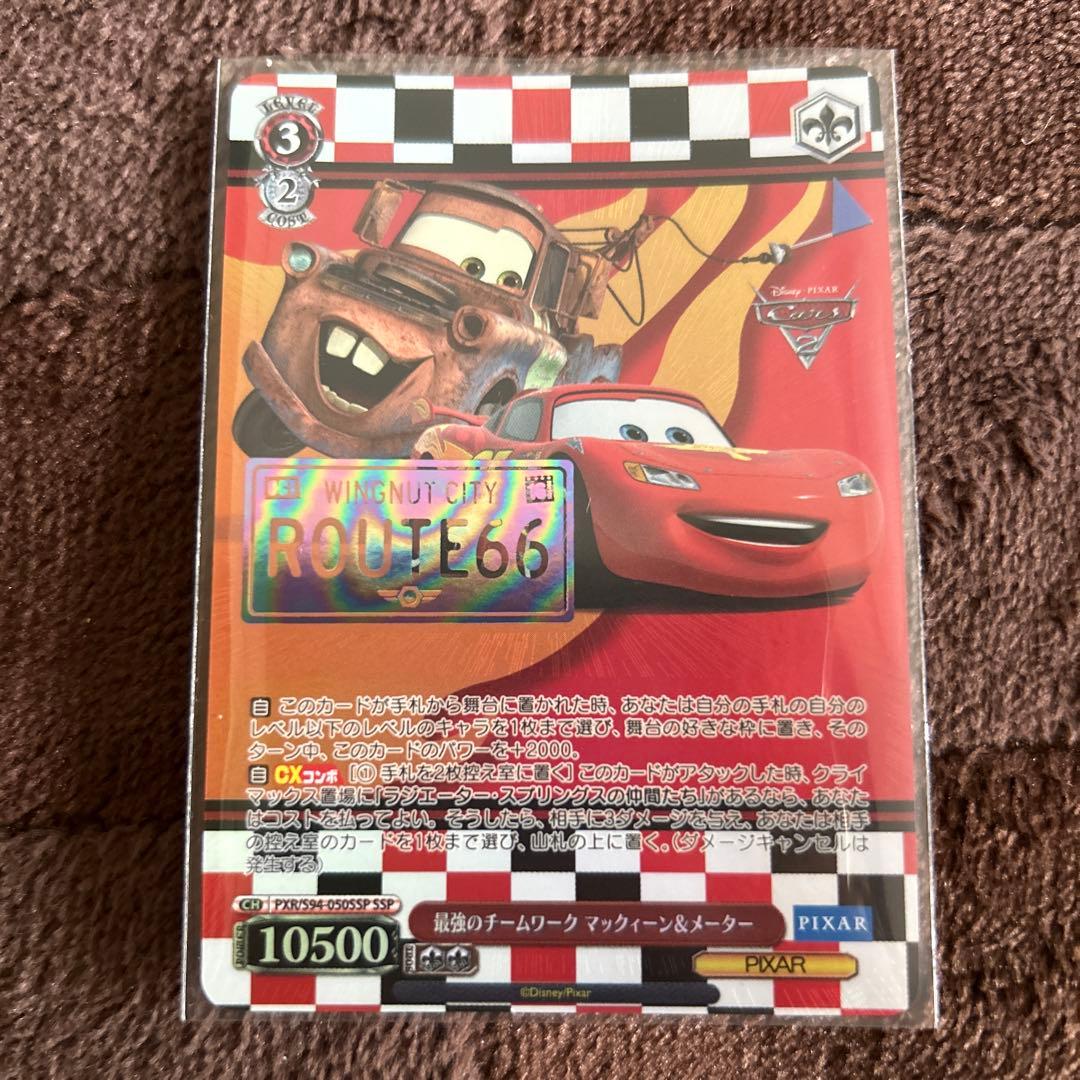 LEVEL
3
2
COST
Disney・PIXAR
Cars
2
WINGNUT CITY
ROUTE66
自 このカードが手札から舞台に置かれた時、あなたは自分の手札の自分の
レベル以下のレベルのキャラを1枚まで選び、舞台の好きな枠に置き、その
ターン中、このカードのパワーを+2000。
自 CXコンボ [① 手札を2枚控え室に置く] このカードがアタックした時、クライ
マックス置場に「ラジエーター・スプリングスの仲間たち」があるなら、あなた
はコストを払ってよい。そうしたら、相手に3ダメージを与え、あなたは相手
の控え室のカードを1枚まで選び、山札の上に置く。(ダメージキャンセルは
発生する)
CH PXR/S94-050SSP SSP
最強のチームワーク マックィーン&メーター
PIXAR
POWER
10500
SOUL
PIXAR
©Disney/Pixar